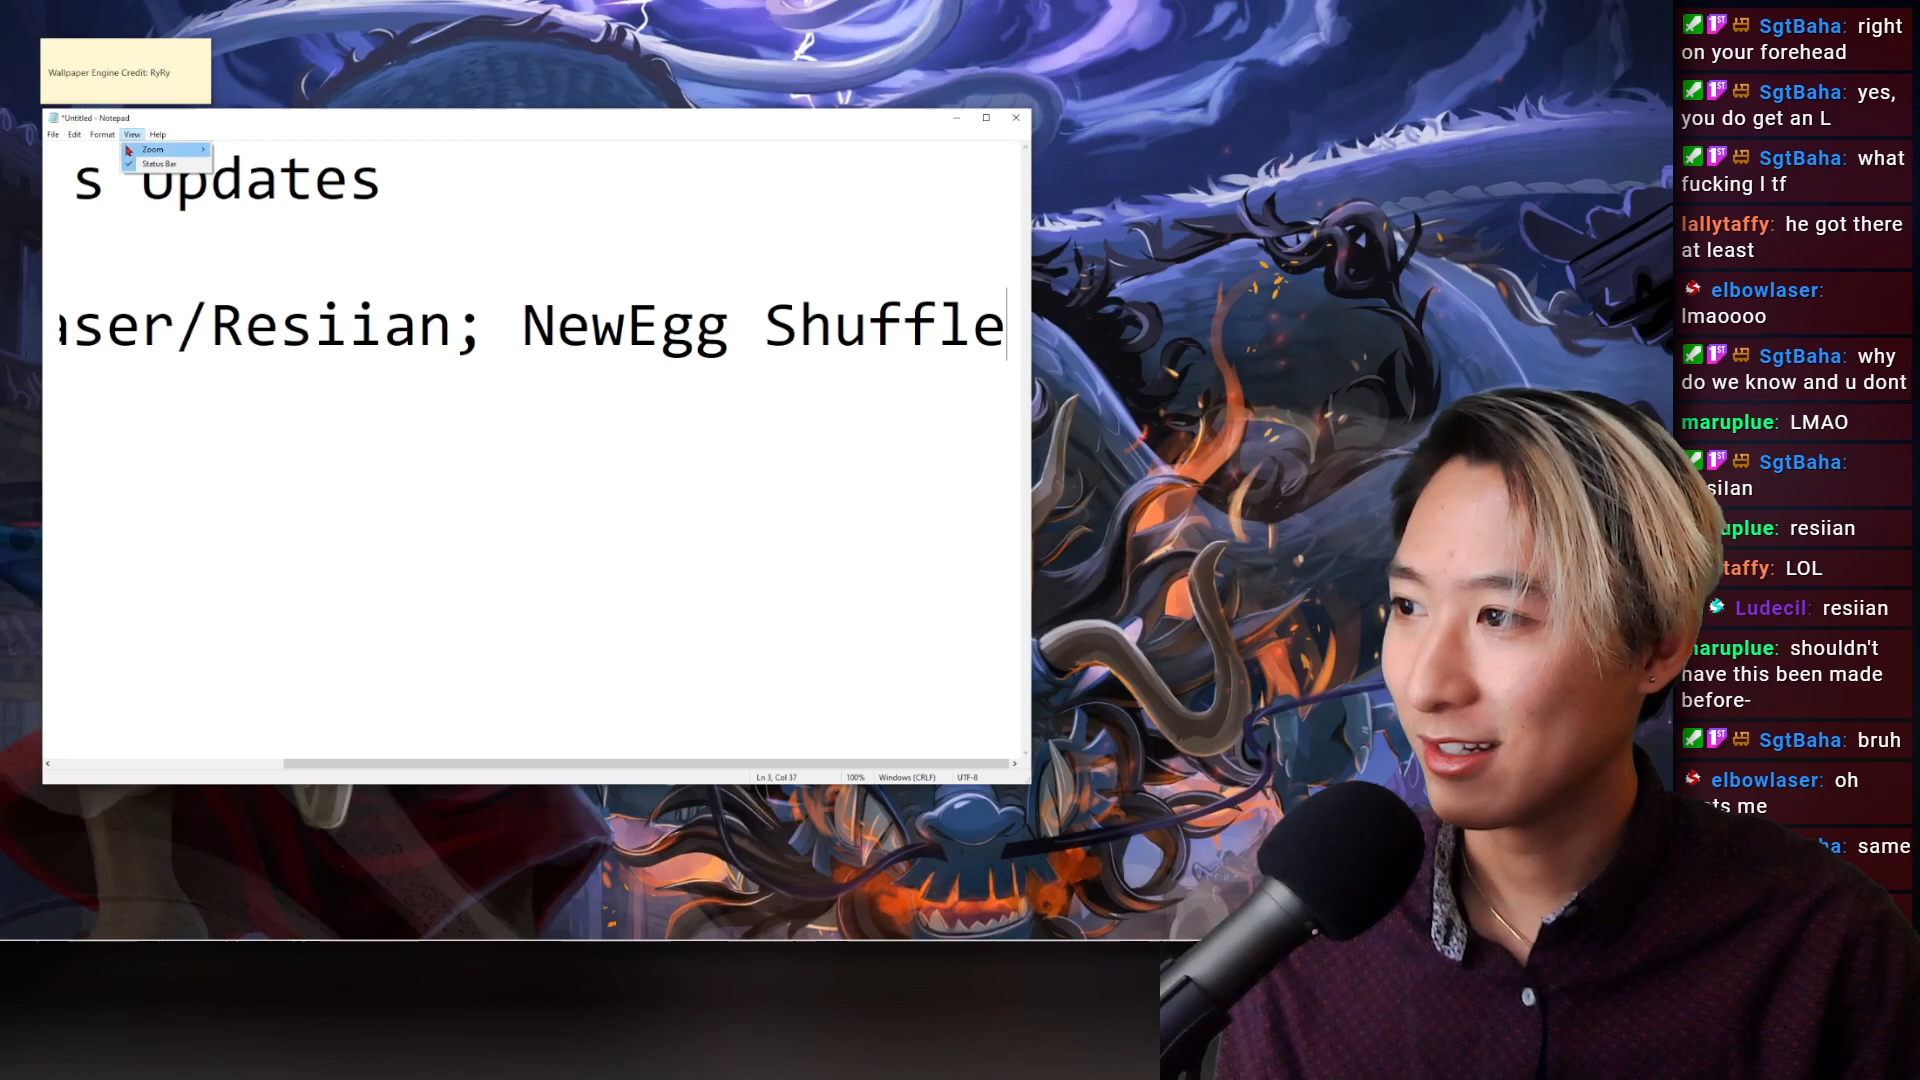 Wallpaper Engine Credit: RyRy
*Untitled - Notepad
File Edit Format View Help
Zoom
Status Bar
s Updates
aser/Resiian; NewEgg Shuffle
Ln 3, Col 37 100% Windows (CRLF) UTF-8
SgtBaha: right
on your forehead
SgtBaha: yes,
you do get an L
SgtBaha: what
fucking l tf
lallytaffy: he got there
at least
elbowlaser:
lmaoooo
SgtBaha: why
do we know and u dont
maruplue: LMAO
SgtBaha:
silan
uplue: resiian
taffy: LOL
Ludecil: resiian
maruplue: shouldn't
have this been made
before-
SgtBaha: bruh
elbowlaser: oh
ts me
ha: same